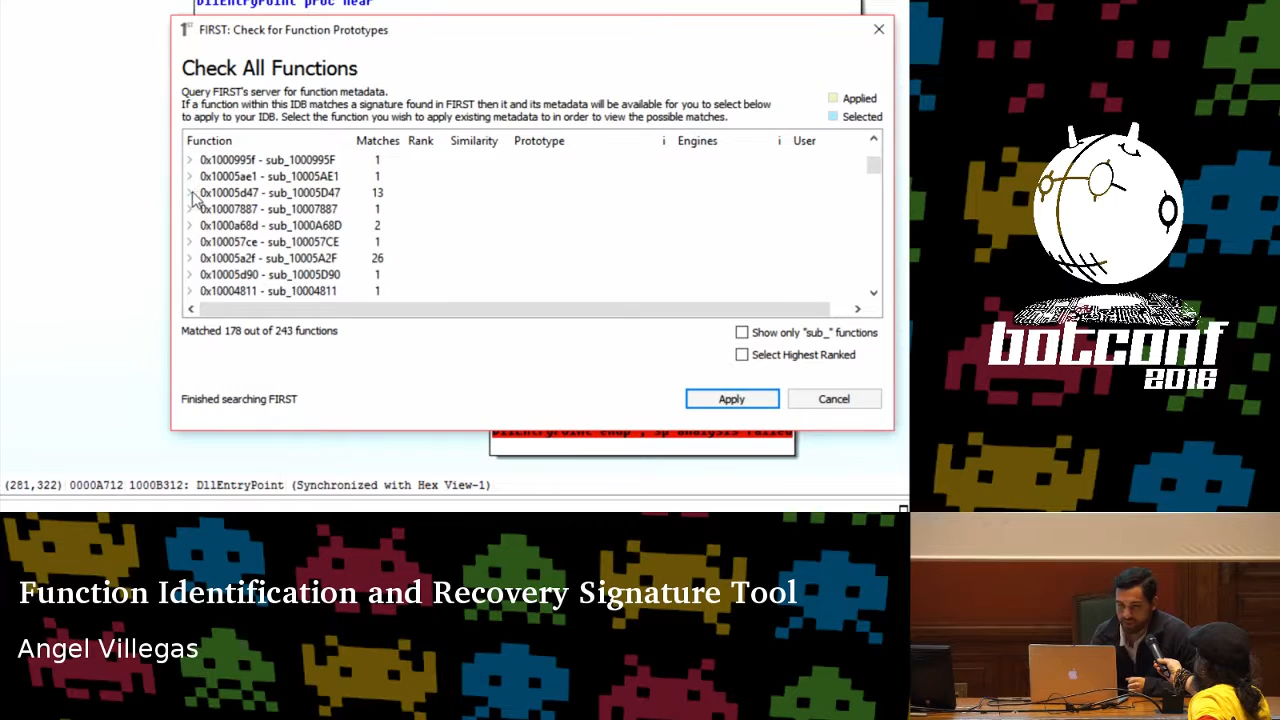 DllEntryPoint proc near
FIRST: Check for Function Prototypes
Check All Functions
Query FIRST's server for function metadata.
If a function within this IDB matches a signature found in FIRST then it and its metadata will be available for you to select below
to apply to your IDB. Select the function you wish to apply existing metadata to in order to view the possible matches.
Applied
Selected
Function Matches Rank Similarity Prototype i Engines i User
0x1000995f - sub_1000995F 1
0x10005ae1 - sub_10005AE1 1
0x10005d47 - sub_10005D47 13
0x10007887 - sub_10007887 1
0x1000a68d - sub_1000A68D 2
0x100057ce - sub_100057CE 1
0x10005a2f - sub_10005A2F 26
0x10005d90 - sub_10005D90 1
0x10004811 - sub_10004811 1
Matched 178 out of 243 functions
Show only "sub_" functions
Select Highest Ranked
Finished searching FIRST
Apply
Cancel
DllEntryPoint endp ; sp-analysis failed
(281,322) 0000A712 1000B312: DllEntryPoint (Synchronized with Hex View-1)
botconf
2016
Function Identification and Recovery Signature Tool
Angel Villegas